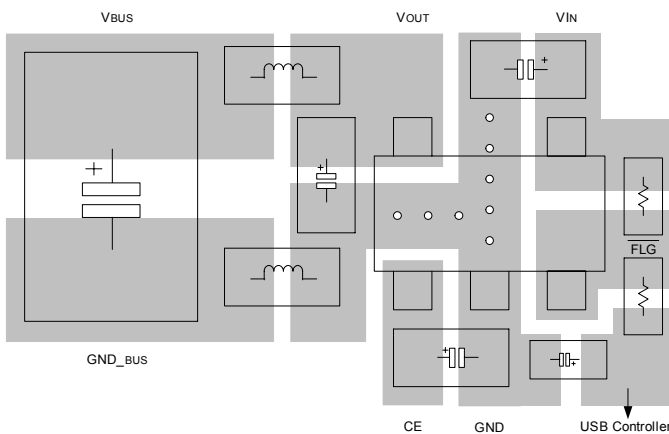 VBUS
VOUT
VIN
FLG
GND_BUS
CE
GND
USB Controller